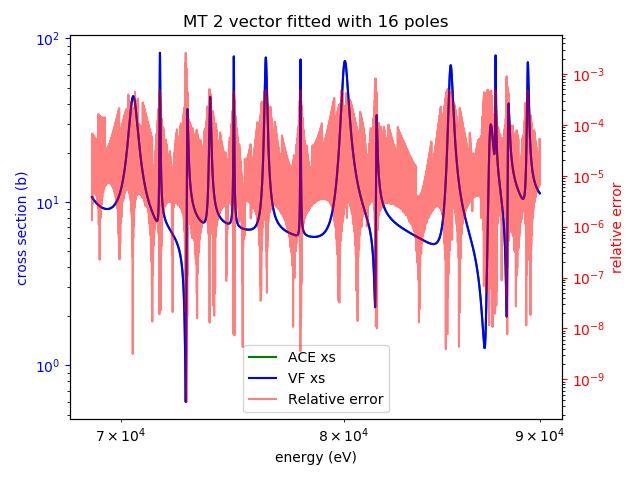 MT 2 vector fitted with 16 poles
cross section (b)
10²
10¹
10⁰
10⁻³
10⁻⁴
10⁻⁵
10⁻⁶
10⁻⁷
10⁻⁸
10⁻⁹
relative error
ACE xs
VF xs
Relative error
7 × 10⁴
8 × 10⁴
9 × 10⁴
energy (eV)